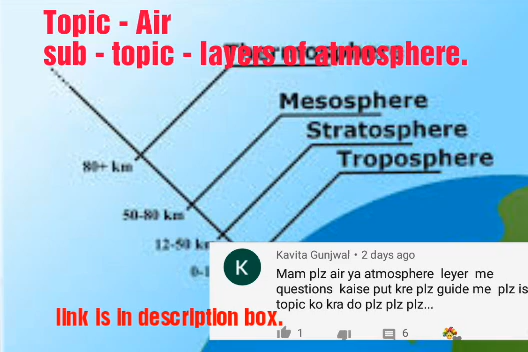 Topic - Air
sub - topic - layers of atmosphere.
Thermosphere
Mesosphere
Stratosphere
Troposphere
80+ km
50-80 km
12-50 km
Kavita Gunjwal • 2 days ago
K
Mam plz air ya atmosphere leyer me
questions kaise put kre plz guide me plz is
topic ko kra do plz plz plz...
1
6
link is in description box.